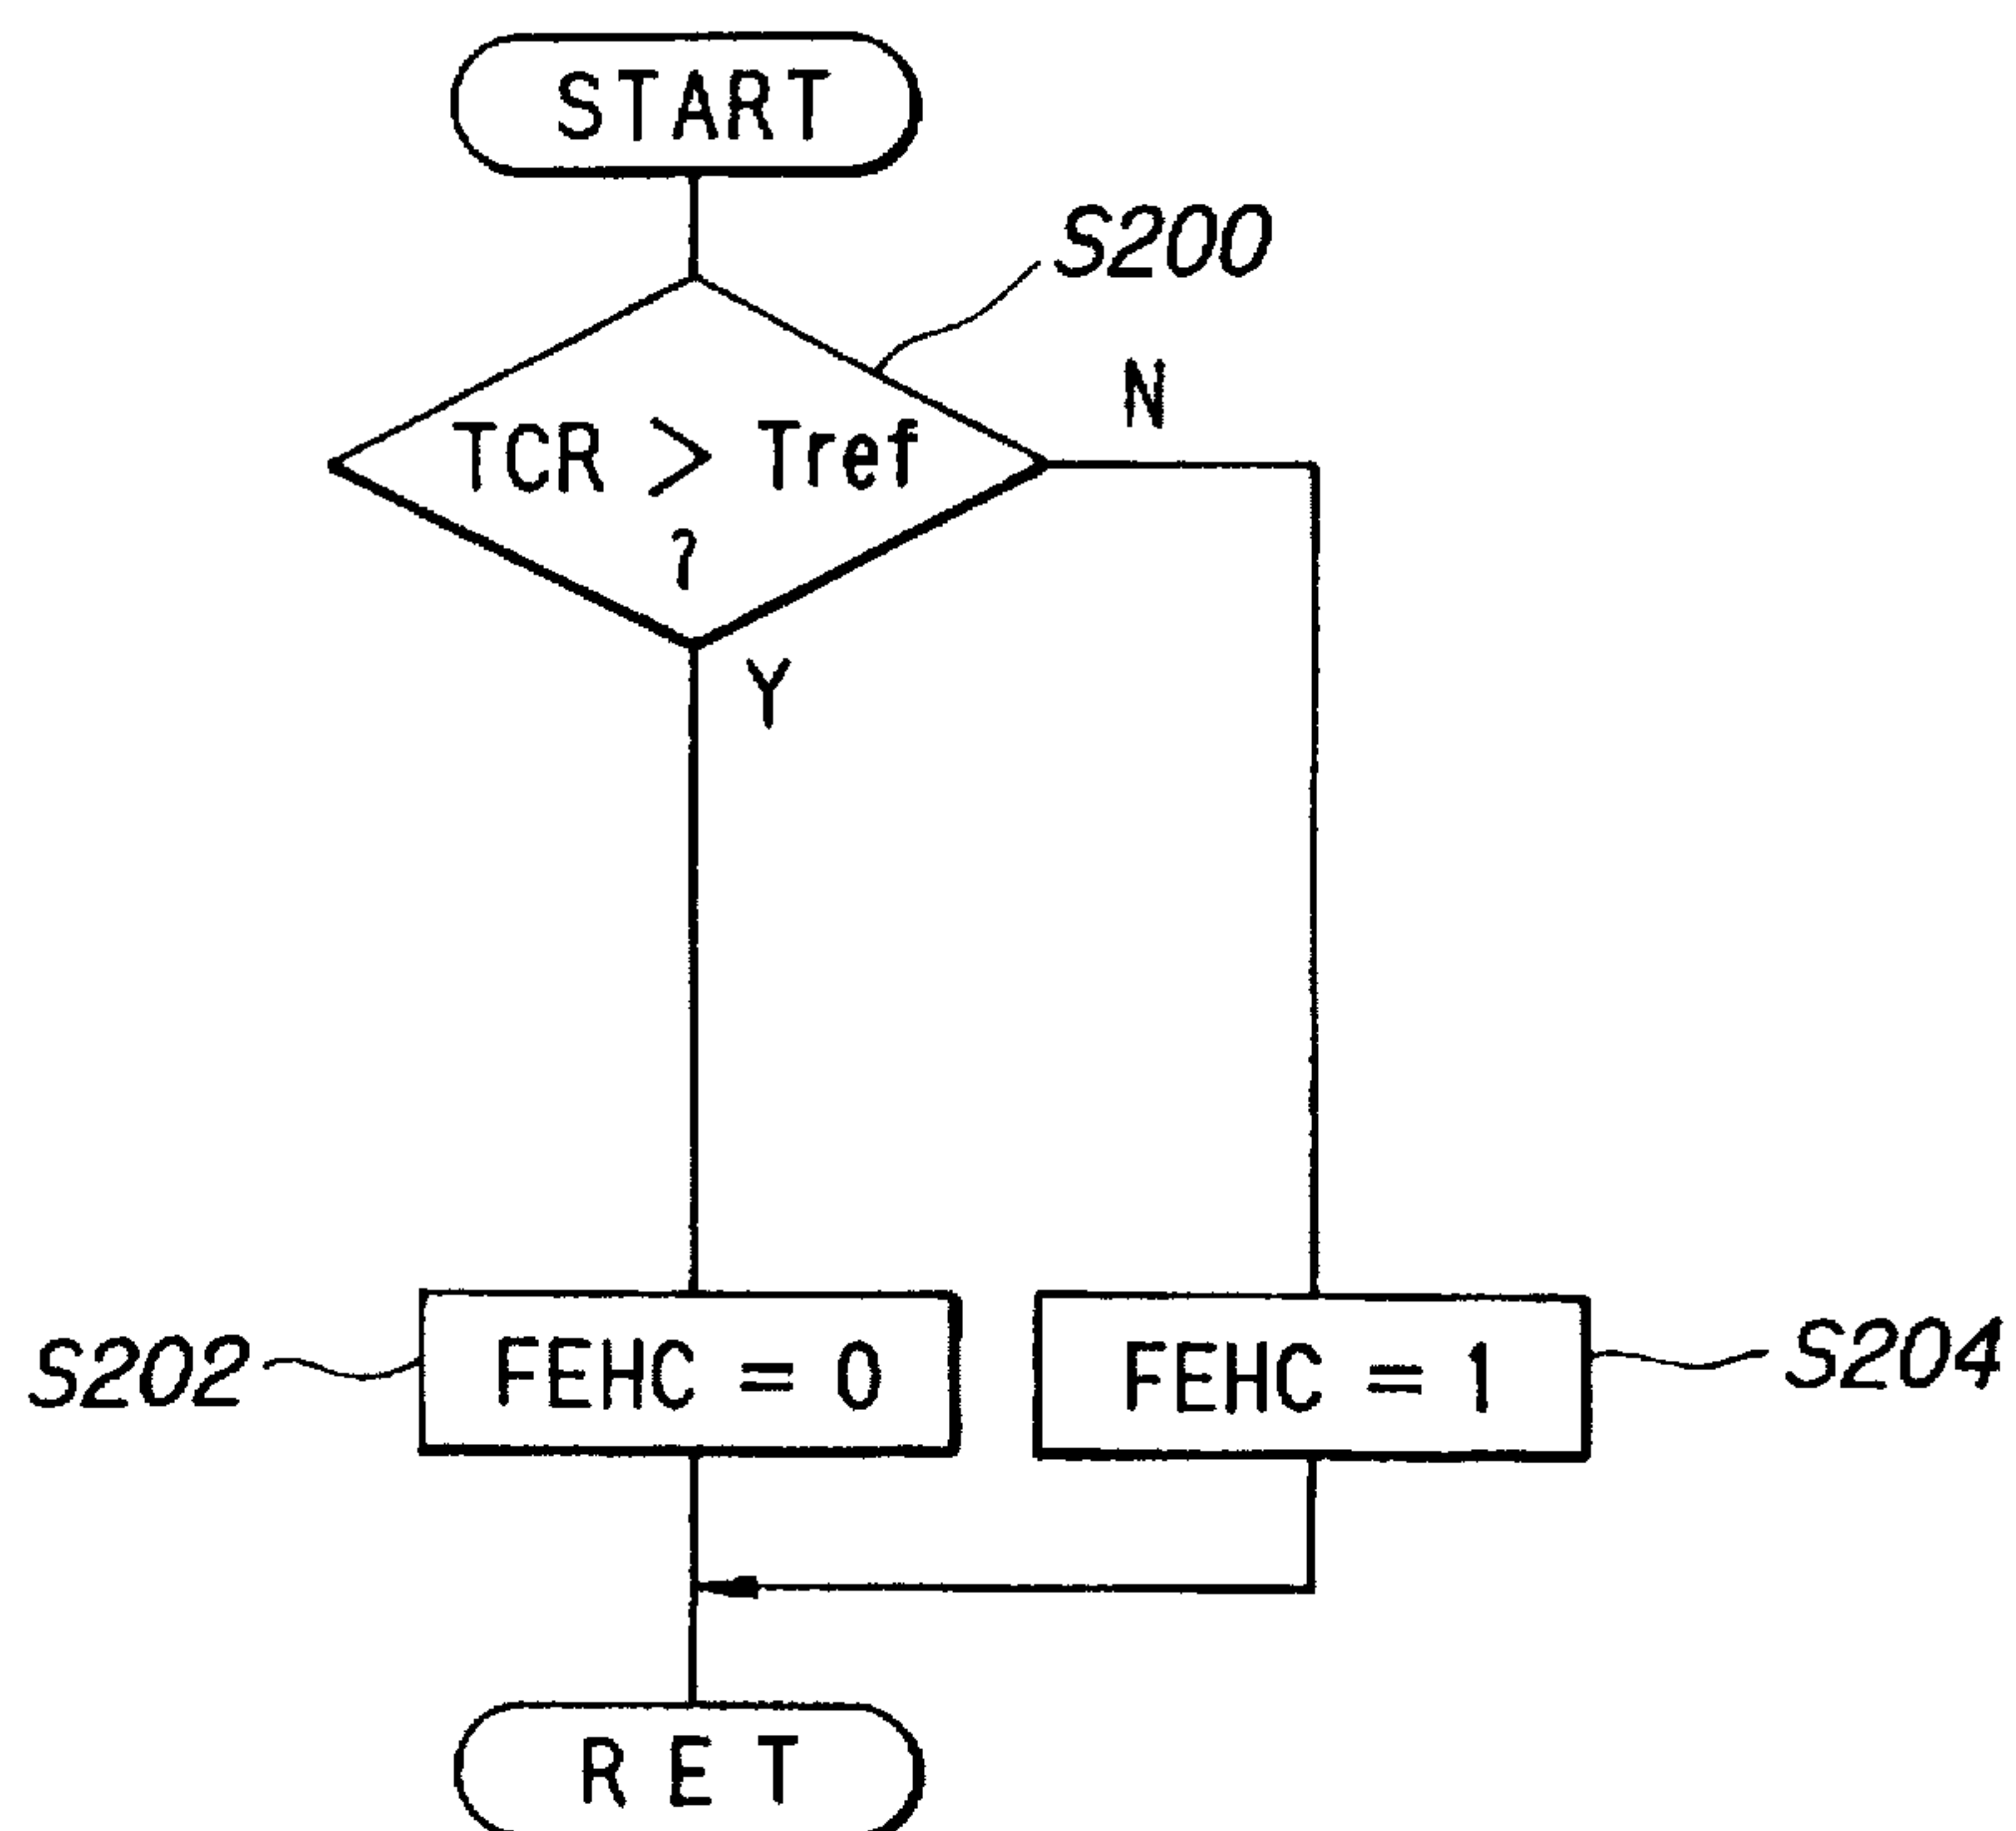 START
S200
N
TCR > Tref
?
Y
S202
FEHC = 0
FEHC = 1
S204
RET